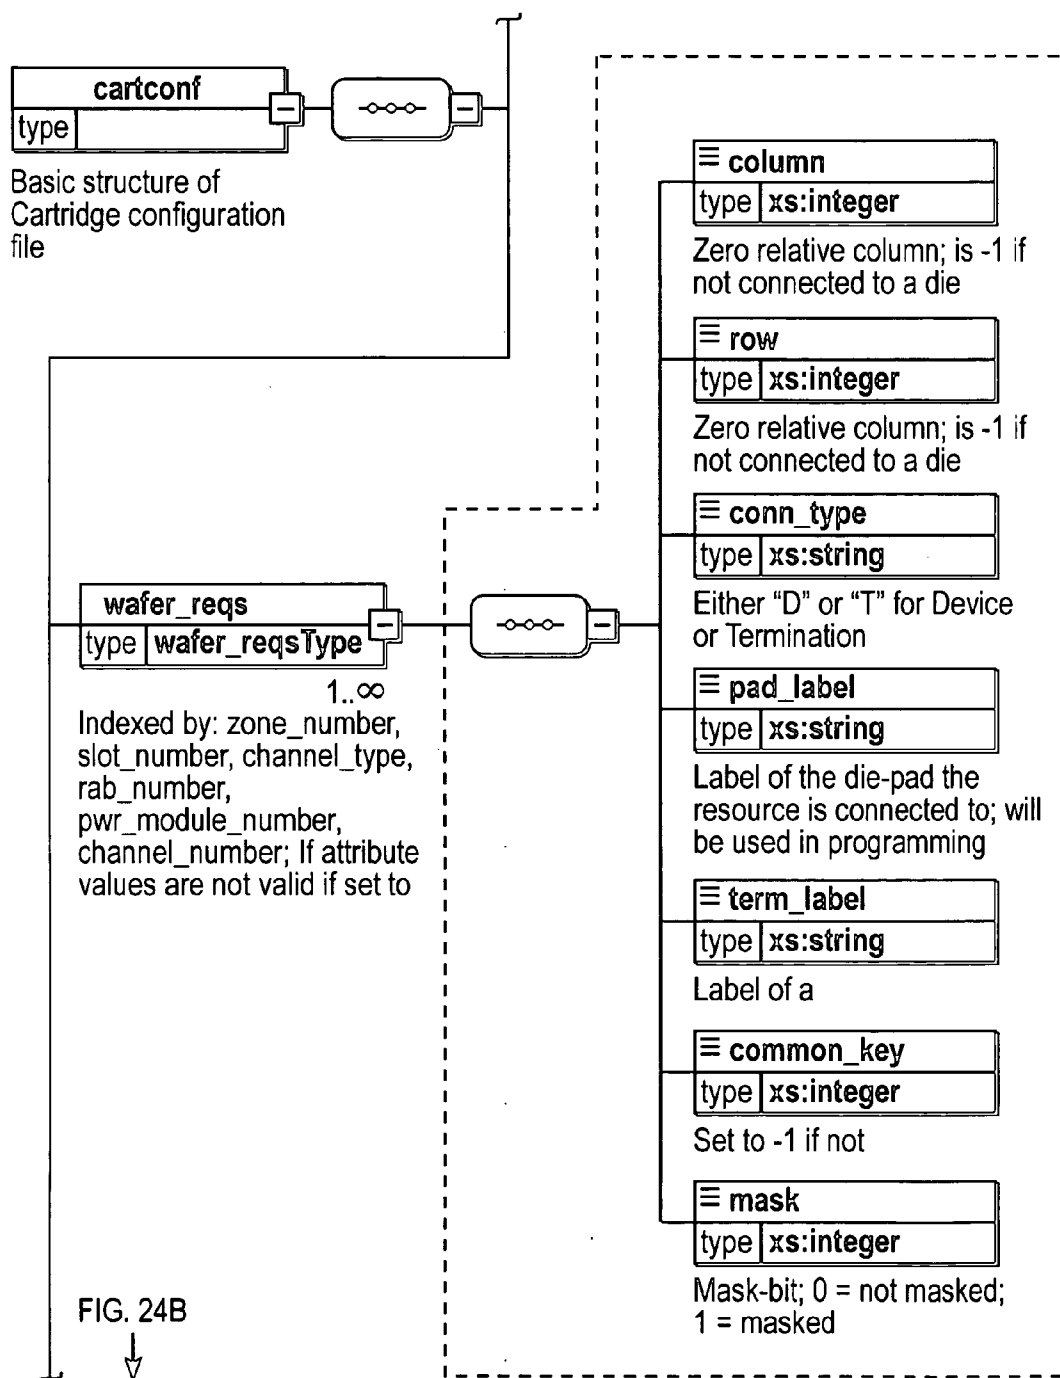 cartconf
type
Basic structure of
Cartridge configuration
file
column
type xs:integer
Zero relative column; is -1 if
not connected to a die
row
type xs:integer
Zero relative column; is -1 if
not connected to a die
conn_type
type xs:string
Either “D” or “T” for Device
or Termination
wafer_reqs
type wafer_reqsType
1..∞
Indexed by: zone_number,
slot_number, channel_type,
rab_number,
pwr_module_number,
channel_number; If attribute
values are not valid if set to
pad_label
type xs:string
Label of the die-pad the
resource is connected to; will
be used in programming
term_label
type xs:string
Label of a
common_key
type xs:integer
Set to -1 if not
mask
type xs:integer
Mask-bit; 0 = not masked;
1 = masked
FIG. 24B